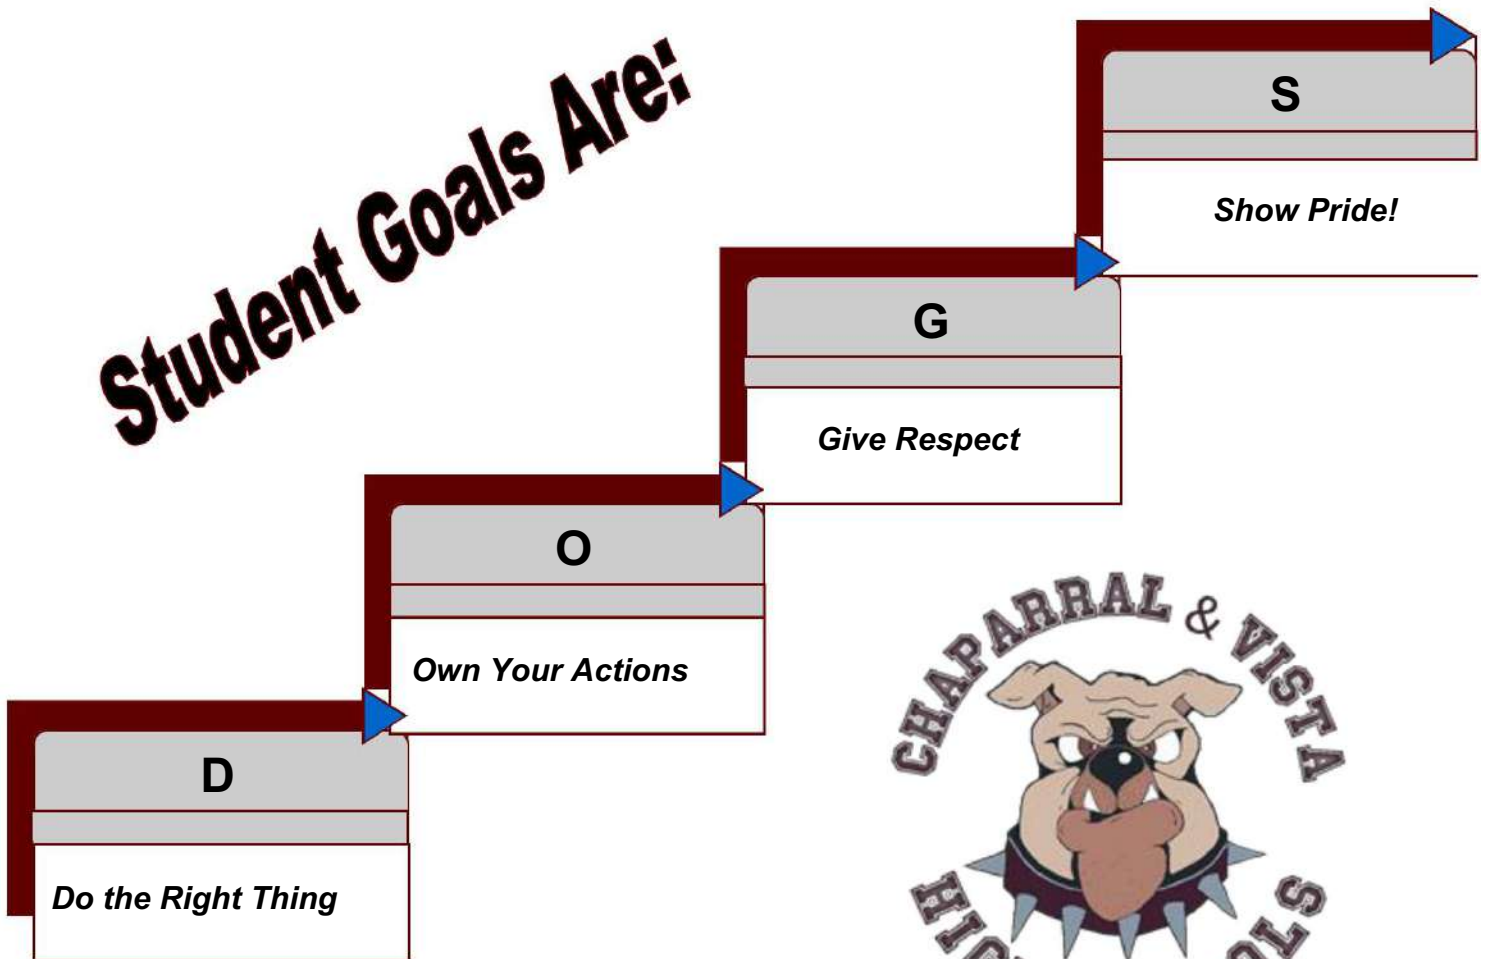 Student Goals Are:
S
Show Pride!
G
Give Respect
O
Own Your Actions
D
Do the Right Thing
CHAPARRAL & VISTA